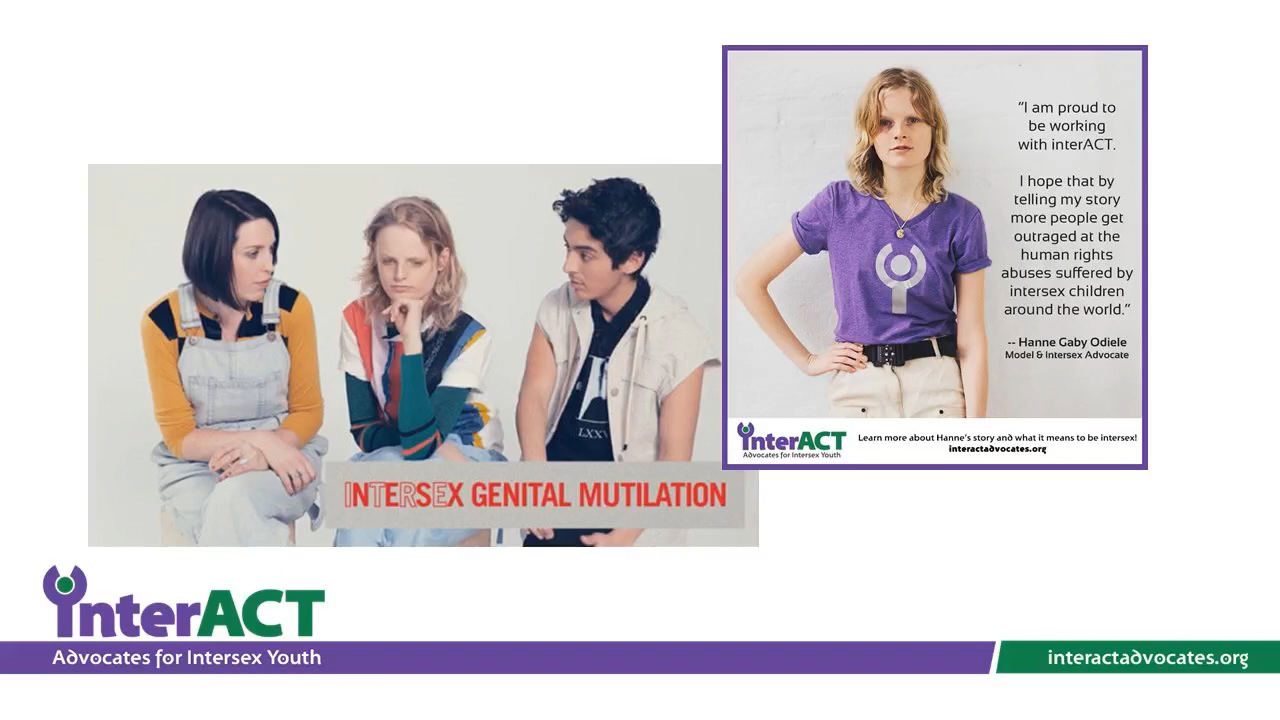 LXXV
INTERSEX GENITAL MUTILATION
“I am proud to
be working
with interACT.
I hope that by
telling my story
more people get
outraged at the
human rights
abuses suffered by
intersex children
around the world.”
-- Hanne Gaby Odiele
Model & Intersex Advocate
interACT
Advocates for Intersex Youth
Learn more about Hanne's story and what it means to be intersex!
interactadvocates.org
interACT
Advocates for Intersex Youth
interactadvocates.org